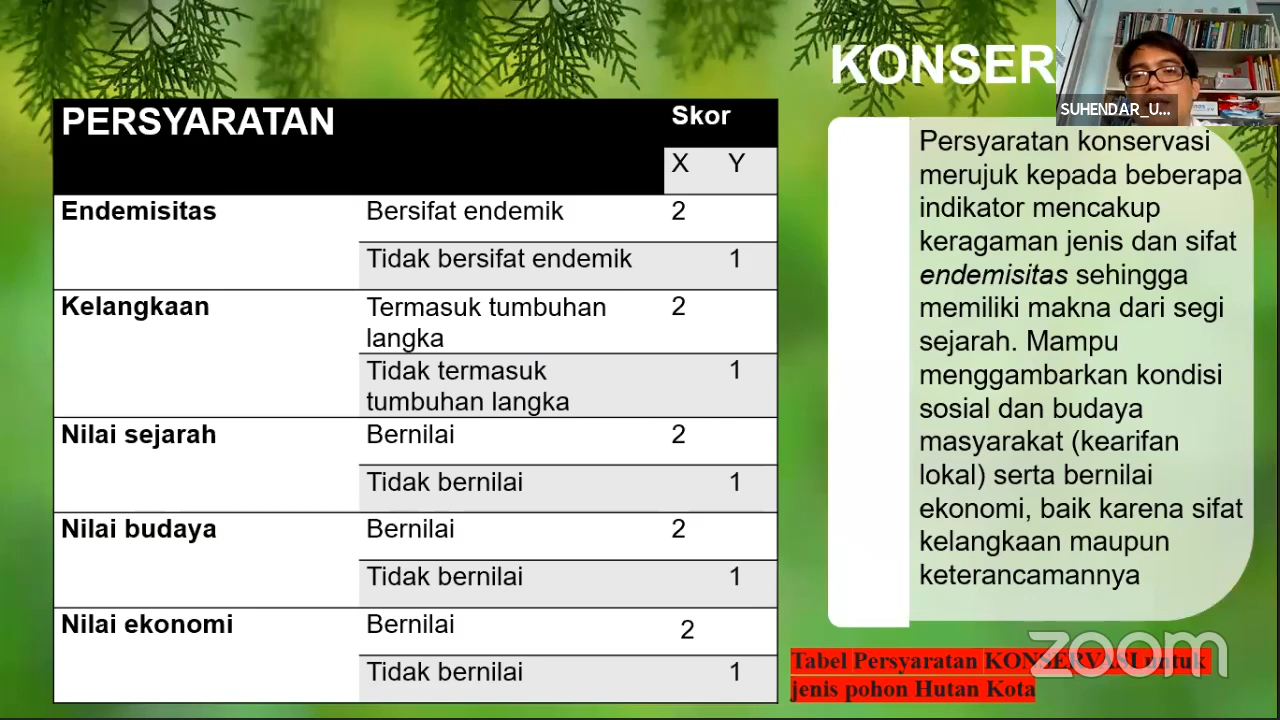 KONSER
SUHENDAR_U...
PERSYARATAN Skor
X Y
Endemisitas Bersifat endemik 2
Tidak bersifat endemik 1
Kelangkaan Termasuk tumbuhan 2
langka
Tidak termasuk 1
tumbuhan langka
Nilai sejarah Bernilai 2
Tidak bernilai 1
Nilai budaya Bernilai 2
Tidak bernilai 1
Nilai ekonomi Bernilai 2
Tidak bernilai 1
Persyaratan konservasi
merujuk kepada beberapa
indikator mencakup
keragaman jenis dan sifat
endemisitas sehingga
memiliki makna dari segi
sejarah. Mampu
menggambarkan kondisi
sosial dan budaya
masyarakat (kearifan
lokal) serta bernilai
ekonomi, baik karena sifat
kelangkaan maupun
keterancamannya
Tabel Persyaratan KONSERVASI untuk
jenis pohon Hutan Kota
zoom